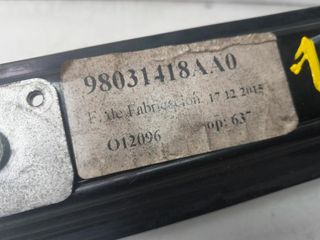 98031418AA0
F. de Fabricación. 17 12 2015
O12096 op: 637